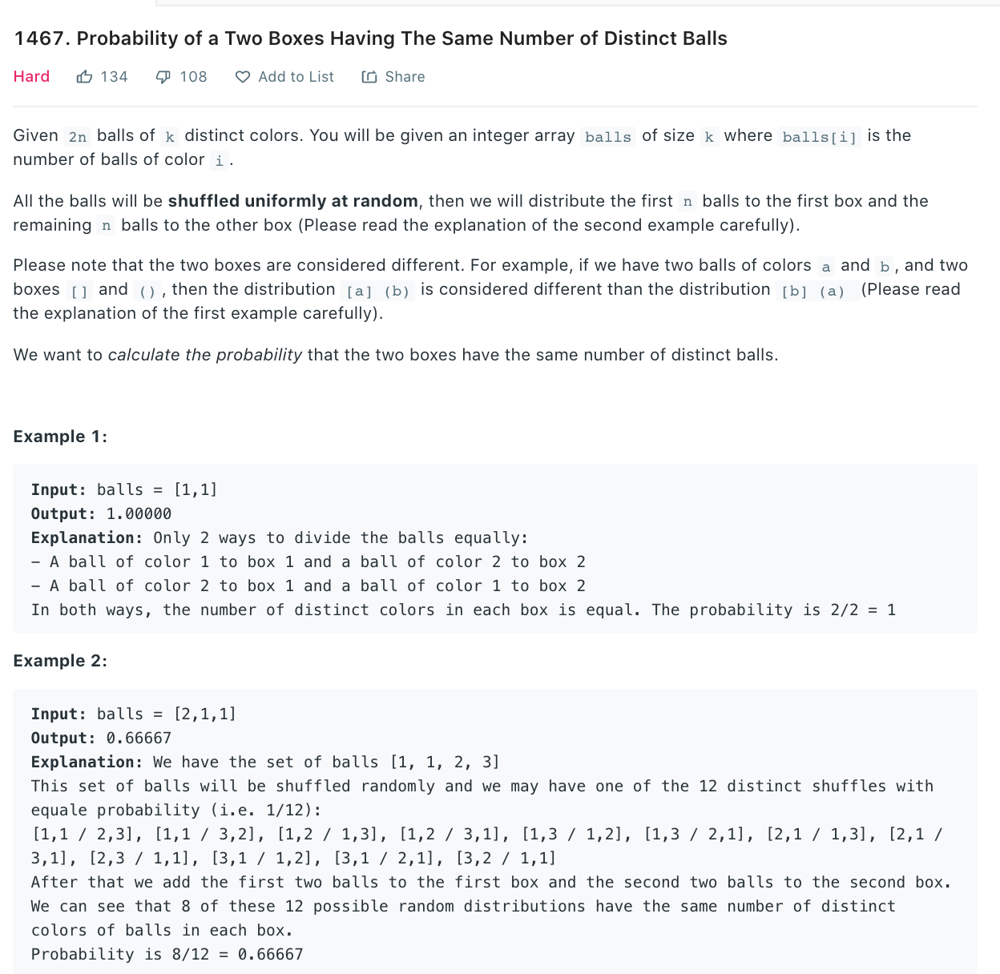 1467. Probability of a Two Boxes Having The Same Number of Distinct Balls
Hard 134 108 Add to List Share
Given 2n balls of k distinct colors. You will be given an integer array balls of size k where balls[i] is the
number of balls of color i.
All the balls will be shuffled uniformly at random, then we will distribute the first n balls to the first box and the
remaining n balls to the other box (Please read the explanation of the second example carefully).
Please note that the two boxes are considered different. For example, if we have two balls of colors a and b, and two
boxes [] and (), then the distribution [a] (b) is considered different than the distribution [b] (a) (Please read
the explanation of the first example carefully).
We want to calculate the probability that the two boxes have the same number of distinct balls.
Example 1:
Input: balls = [1,1]
Output: 1.00000
Explanation: Only 2 ways to divide the balls equally:
- A ball of color 1 to box 1 and a ball of color 2 to box 2
- A ball of color 2 to box 1 and a ball of color 1 to box 2
In both ways, the number of distinct colors in each box is equal. The probability is 2/2 = 1
Example 2:
Input: balls = [2,1,1]
Output: 0.66667
Explanation: We have the set of balls [1, 1, 2, 3]
This set of balls will be shuffled randomly and we may have one of the 12 distinct shuffles with
equale probability (i.e. 1/12):
[1,1 / 2,3], [1,1 / 3,2], [1,2 / 1,3], [1,2 / 3,1], [1,3 / 1,2], [1,3 / 2,1], [2,1 / 1,3], [2,1 /
3,1], [2,3 / 1,1], [3,1 / 1,2], [3,1 / 2,1], [3,2 / 1,1]
After that we add the first two balls to the first box and the second two balls to the second box.
We can see that 8 of these 12 possible random distributions have the same number of distinct
colors of balls in each box.
Probability is 8/12 = 0.66667